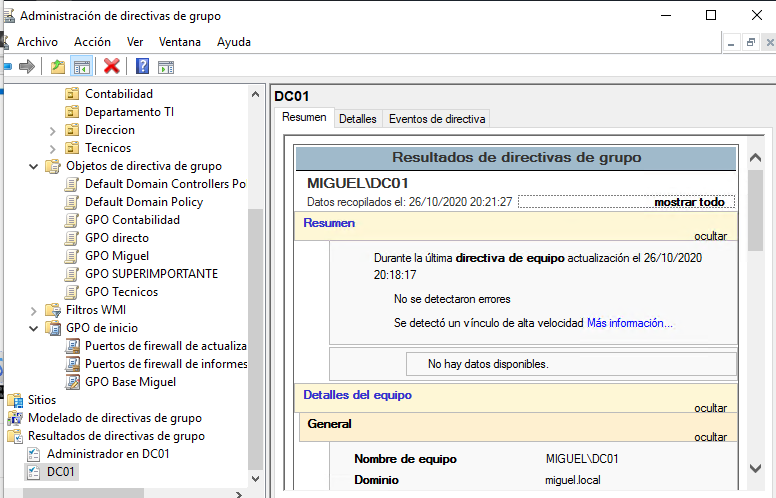 Administración de directivas de grupo
Archivo Acción Ver Ventana Ayuda
Contabilidad
Departamento TI
Direccion
Tecnicos
Objetos de directiva de grupo
Default Domain Controllers Po
Default Domain Policy
GPO Contabilidad
GPO directo
GPO Miguel
GPO SUPERIMPORTANTE
GPO Tecnicos
Filtros WMI
GPO de inicio
Puertos de firewall de actualiza
Puertos de firewall de informes
GPO Base Miguel
Sitios
Modelado de directivas de grupo
Resultados de directivas de grupo
Administrador en DC01
DC01
DC01
Resumen Detalles Eventos de directiva
Resultados de directivas de grupo
MIGUEL\DC01
Datos recopilados el: 26/10/2020 20:21:27 mostrar todo
Resumen
ocultar
Durante la última directiva de equipo actualización el 26/10/2020
20:18:17
No se detectaron errores
Se detectó un vínculo de alta velocidad Más información...
No hay datos disponibles.
Detalles del equipo
ocultar
General
ocultar
Nombre de equipo MIGUEL\DC01
Dominio miguel.local